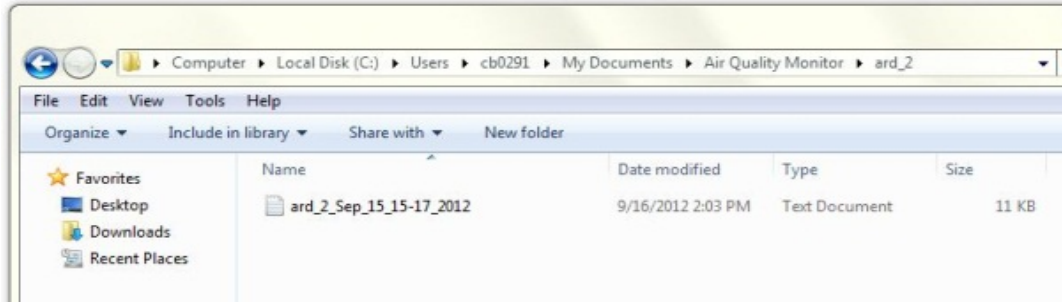 Computer Local Disk (C:) Users cb0291 My Documents Air Quality Monitor ard_2
File Edit View Tools Help
Organize Include in library Share with New folder
Favorites
Desktop
Downloads
Recent Places
Name Date modified Type Size
ard_2_Sep_15_15-17_2012 9/16/2012 2:03 PM Text Document 11 KB